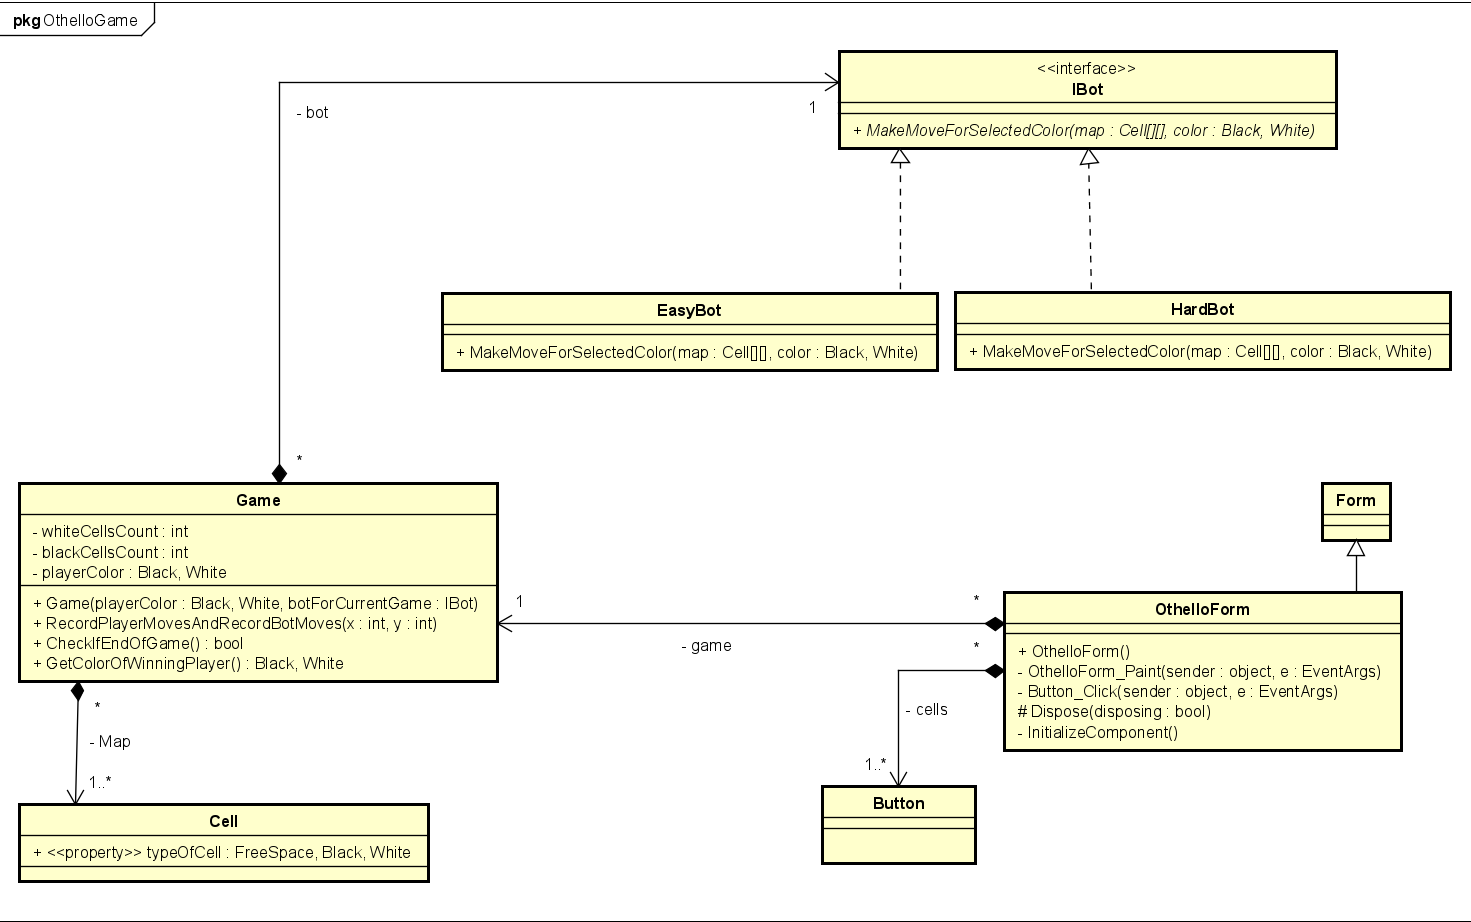 pkg OthelloGame
<<interface>>
IBot
+ MakeMoveForSelectedColor(map : Cell[][], color : Black, White)
- bot
1
EasyBot
+ MakeMoveForSelectedColor(map : Cell[][], color : Black, White)
HardBot
+ MakeMoveForSelectedColor(map : Cell[][], color : Black, White)
*
Game
- whiteCellsCount : int
- blackCellsCount : int
- playerColor : Black, White
+ Game(playerColor : Black, White, botForCurrentGame : IBot)
+ RecordPlayerMovesAndRecordBotMoves(x : int, y : int)
+ CheckIfEndOfGame() : bool
+ GetColorOfWinningPlayer() : Black, White
Form
1
*
- game
*
OthelloForm
+ OthelloForm()
- OthelloForm_Paint(sender : object, e : EventArgs)
- Button_Click(sender : object, e : EventArgs)
# Dispose(disposing : bool)
- InitializeComponent()
*
- Map
1..*
- cells
1..*
Cell
+ <<property>> typeOfCell : FreeSpace, Black, White
Button